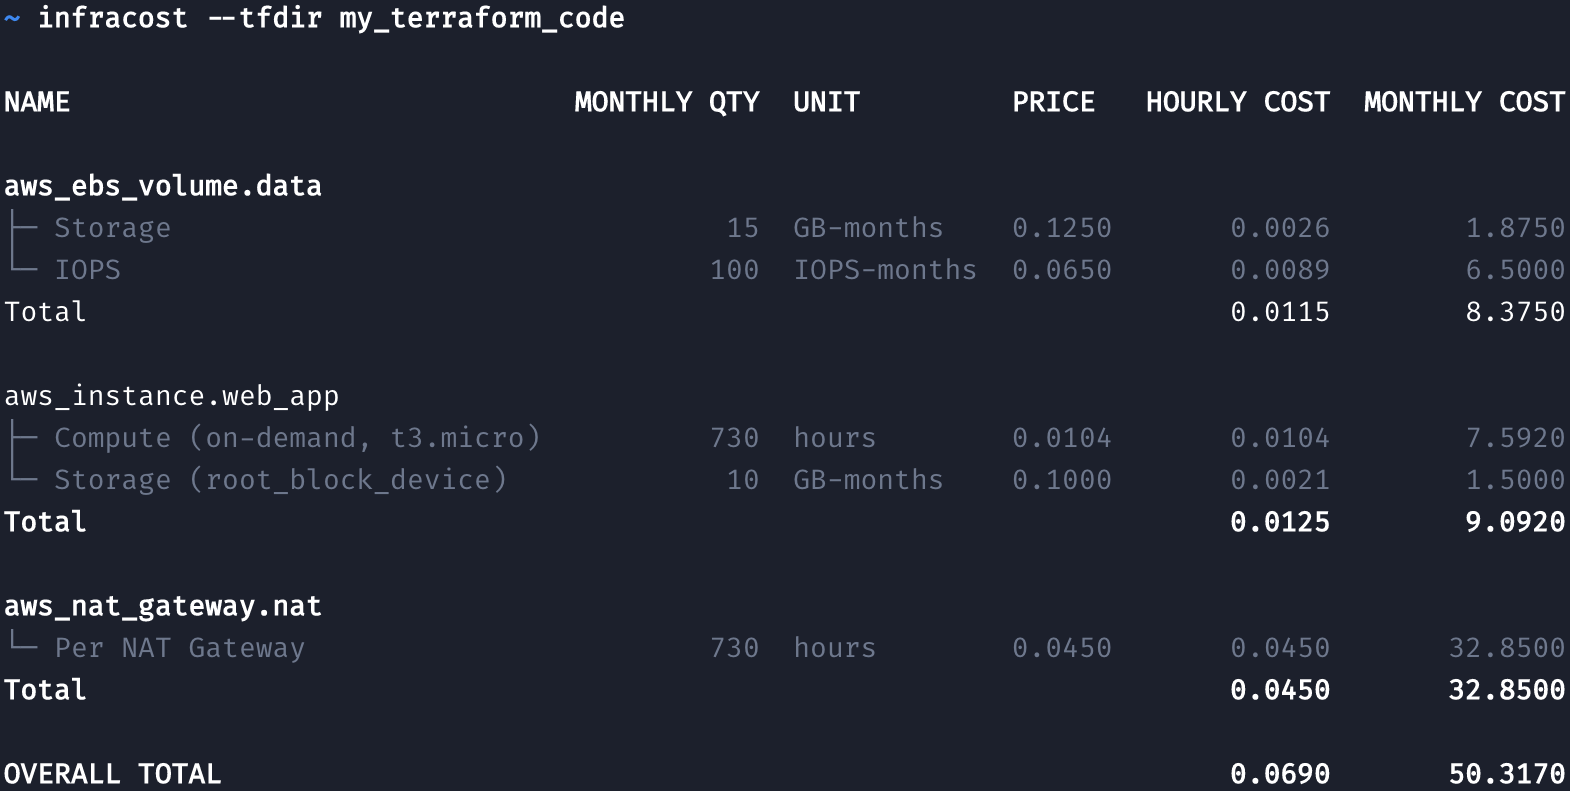 ~ infracost --tfdir my_terraform_code
NAME MONTHLY QTY UNIT PRICE HOURLY COST MONTHLY COST
aws_ebs_volume.data
├─ Storage 15 GB-months 0.1250 0.0026 1.8750
└─ IOPS 100 IOPS-months 0.0650 0.0089 6.5000
Total 0.0115 8.3750
aws_instance.web_app
├─ Compute (on-demand, t3.micro) 730 hours 0.0104 0.0104 7.5920
└─ Storage (root_block_device) 10 GB-months 0.1000 0.0021 1.5000
Total 0.0125 9.0920
aws_nat_gateway.nat
└─ Per NAT Gateway 730 hours 0.0450 0.0450 32.8500
Total 0.0450 32.8500
OVERALL TOTAL 0.0690 50.3170